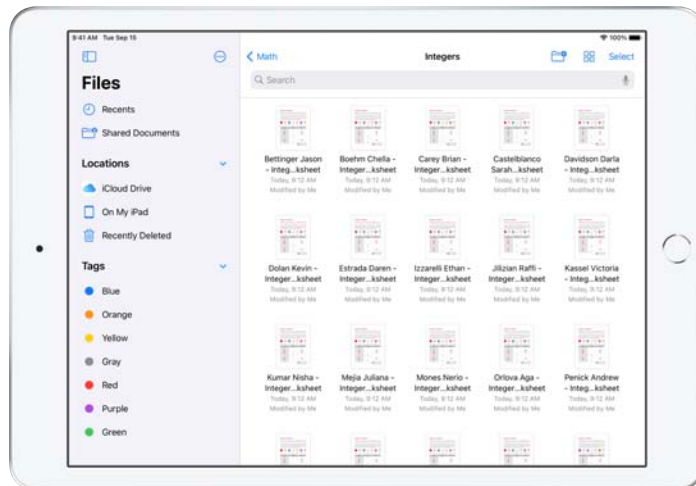 9:41 AM Tue Sep 15
100%
Files
Recents
Shared Documents
Locations
iCloud Drive
On My iPad
Recently Deleted
Tags
Blue
Orange
Yellow
Gray
Red
Purple
Green
Math
Integers
Select
Search
Bettinger Jason
- Integ...ksheet
Today, 9:12 AM
Modified by Me
Boehm Chella -
Integer...ksheet
Today, 9:12 AM
Modified by Me
Carey Brian -
Integer...ksheet
Today, 9:12 AM
Modified by Me
Castelblanco
Sarah...ksheet
Today, 9:12 AM
Modified by Me
Davidson Darla
- Integ...ksheet
Today, 9:12 AM
Modified by Me
Dolan Kevin -
Integer...ksheet
Today, 9:12 AM
Modified by Me
Estrada Daren -
Integer...ksheet
Today, 9:12 AM
Modified by Me
Izzarelli Ethan -
Integer...ksheet
Today, 9:12 AM
Modified by Me
Jilizian Raffi -
Integer...ksheet
Today, 9:12 AM
Modified by Me
Kassel Victoria
- Integ...ksheet
Today, 9:12 AM
Modified by Me
Kumar Nisha -
Integer...ksheet
Today, 9:12 AM
Modified by Me
Mejia Juliana -
Integer...ksheet
Today, 9:12 AM
Modified by Me
Mones Nerio -
Integer...ksheet
Today, 9:12 AM
Modified by Me
Orlova Aga -
Integer...ksheet
Today, 9:12 AM
Modified by Me
Penick Andrew
- Integ...ksheet
Today, 9:12 AM
Modified by Me